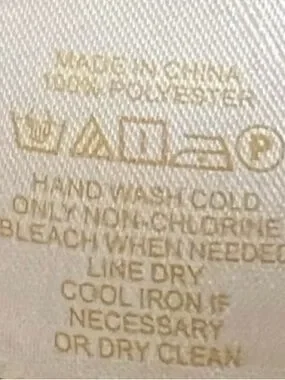 MADE IN CHINA
100% POLYESTER
P
HAND WASH COLD
ONLY NON-CHLORINE
BLEACH WHEN NEEDED
LINE DRY
COOL IRON IF
NECESSARY
OR DRY CLEAN